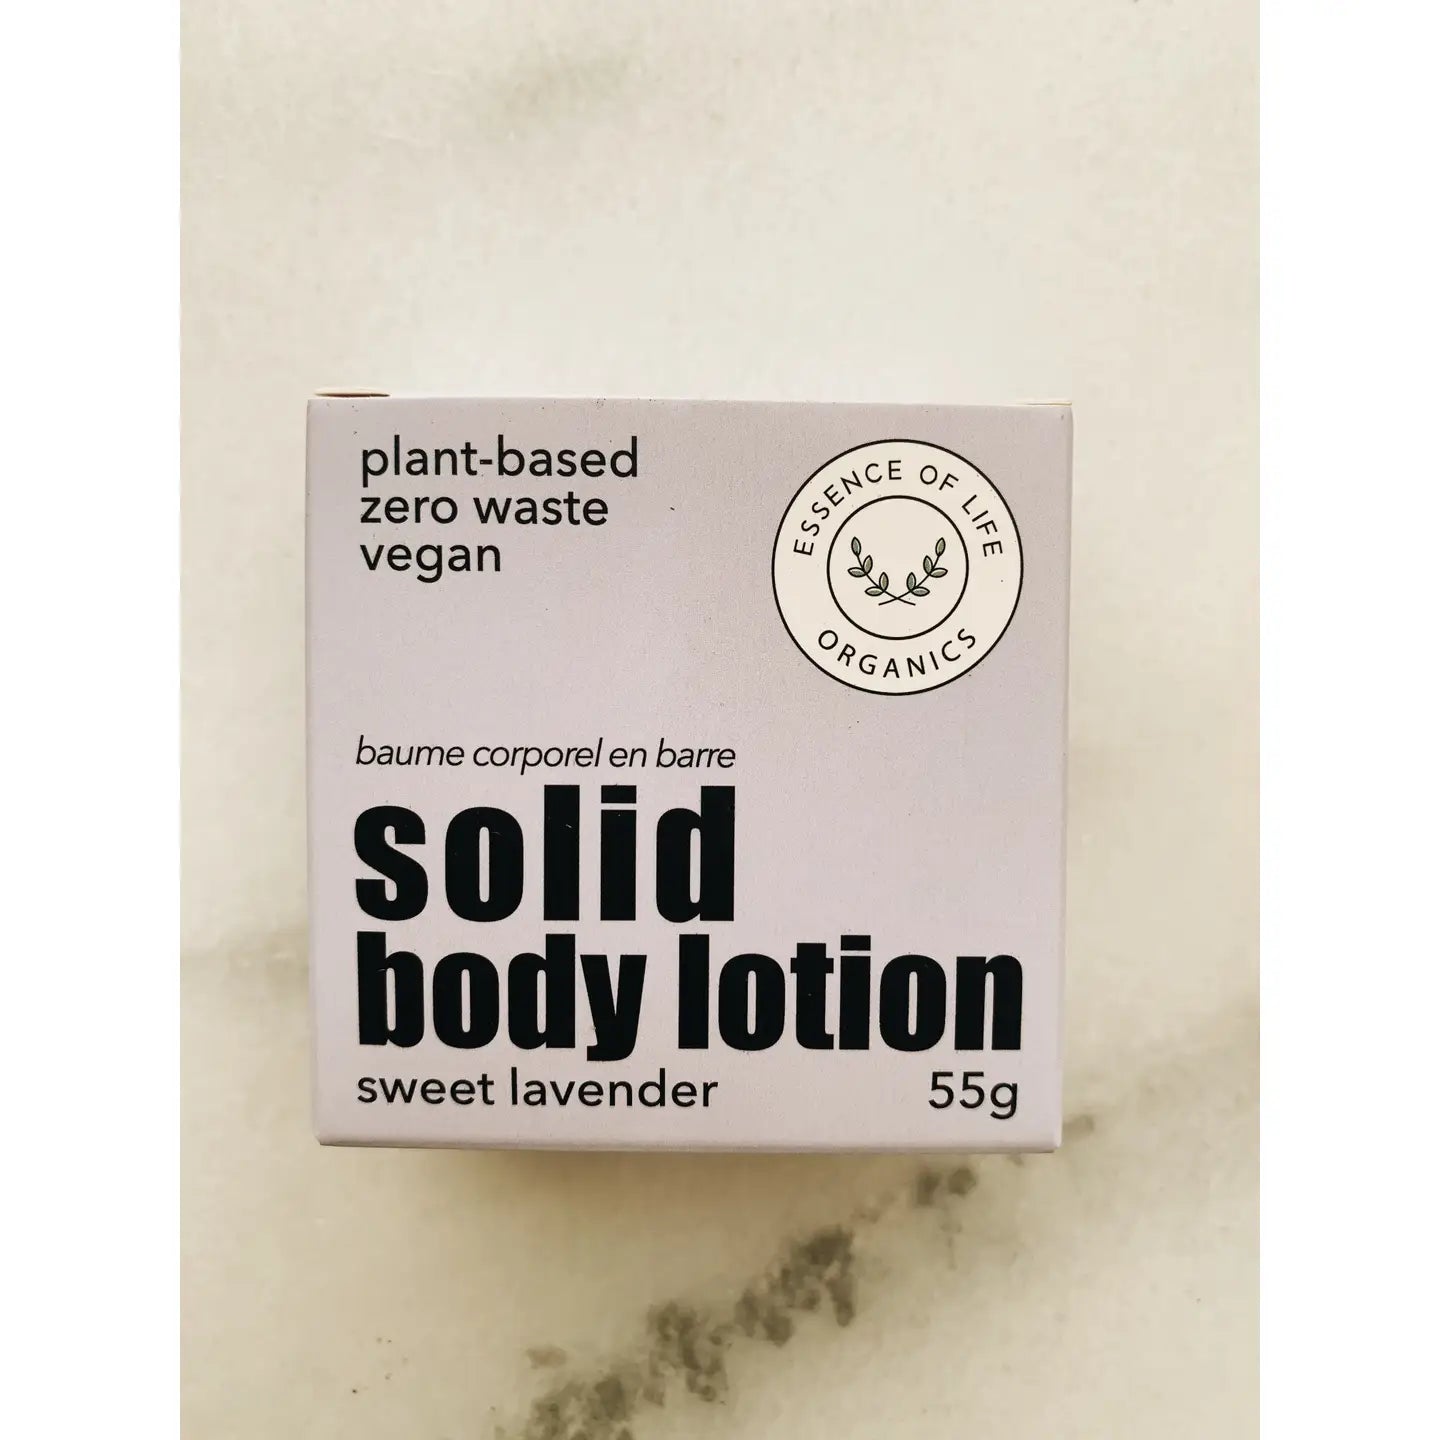 plant-based
zero waste
vegan
ESSENCE OF LIFE
ORGANICS
baume corporel en barre
solid
body lotion
sweet lavender
55g